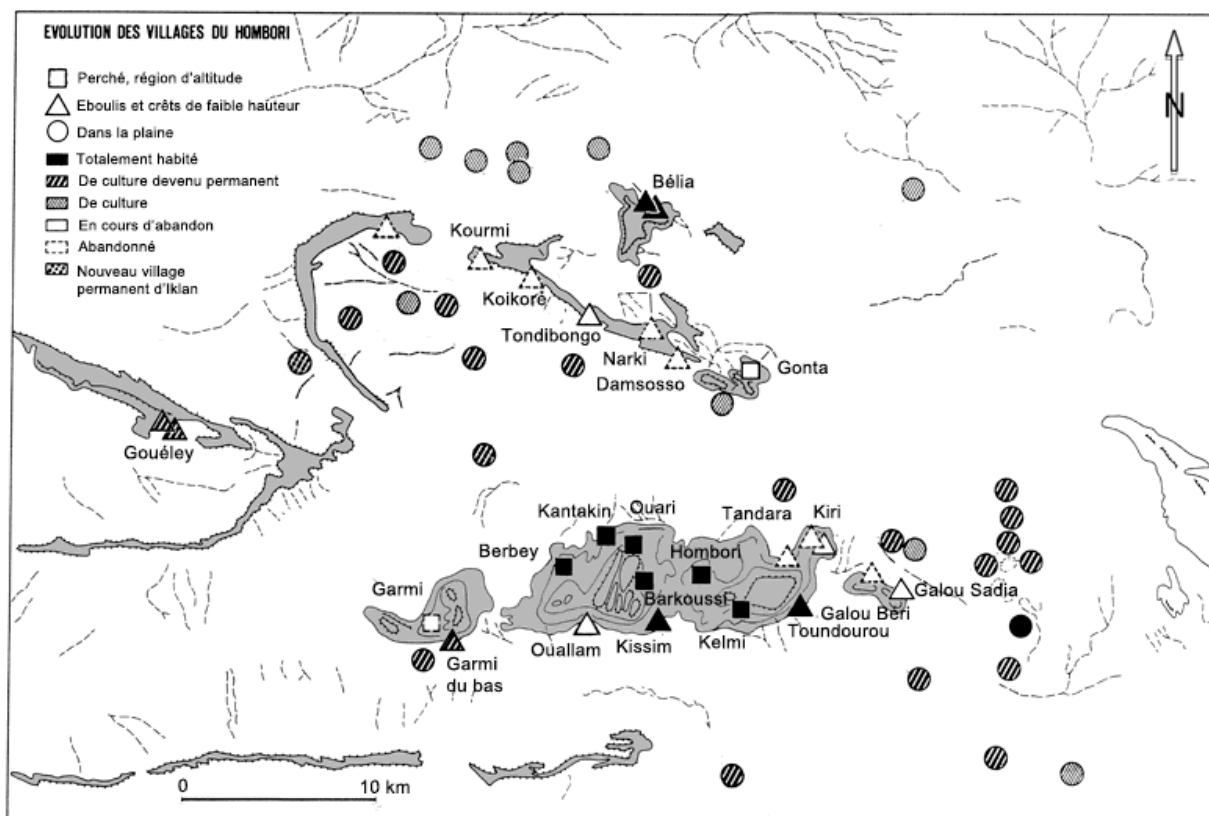 EVOLUTION DES VILLAGES DU HOMBORI
Perché, région d'altitude
Eboulis et crêts de faible hauteur
Dans la plaine
Totalement habité
De culture devenu permanent
De culture
En cours d'abandon
Abandonné
Nouveau village
permanent d'Iklan
N
Bélia
Kourmi
Koikoré
Tondibongo
Narki
Damsosso
Gonta
Gouéley
Kantakin
Ouari
Tandara
Kiri
Berbey
Hombori
Garmi
Barkoussi
Galou Sadia
Galou Béri
Ouallam
Kissim
Kelmi
Toundourou
Garmi
du bas
0
10 km